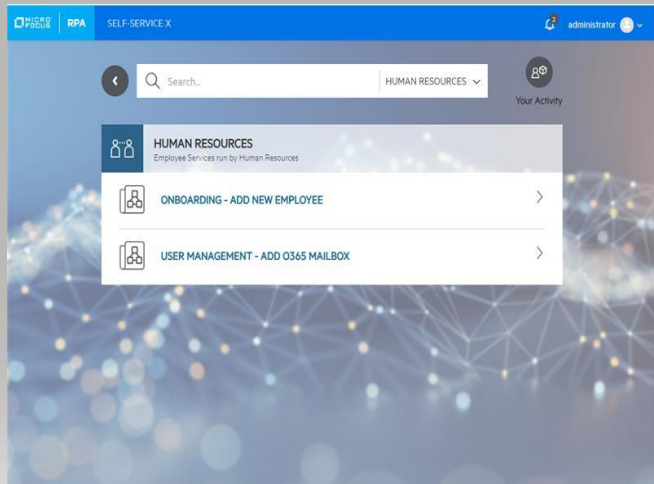 MICRO FOCUS
RPA
SELF-SERVICE X
2
administrator
Search...
HUMAN RESOURCES
Your Activity
HUMAN RESOURCES
Employee Services run by Human Resources
ONBOARDING - ADD NEW EMPLOYEE
USER MANAGEMENT - ADD O365 MAILBOX